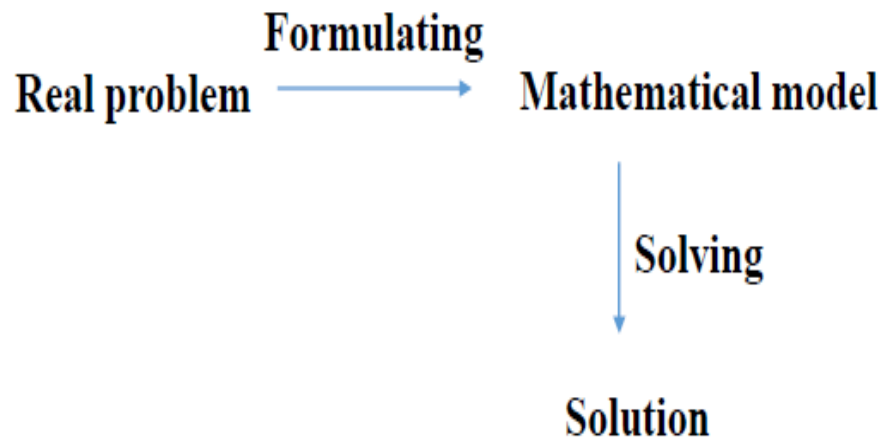 Formulating
Real problem
Mathematical model
Solving
Solution